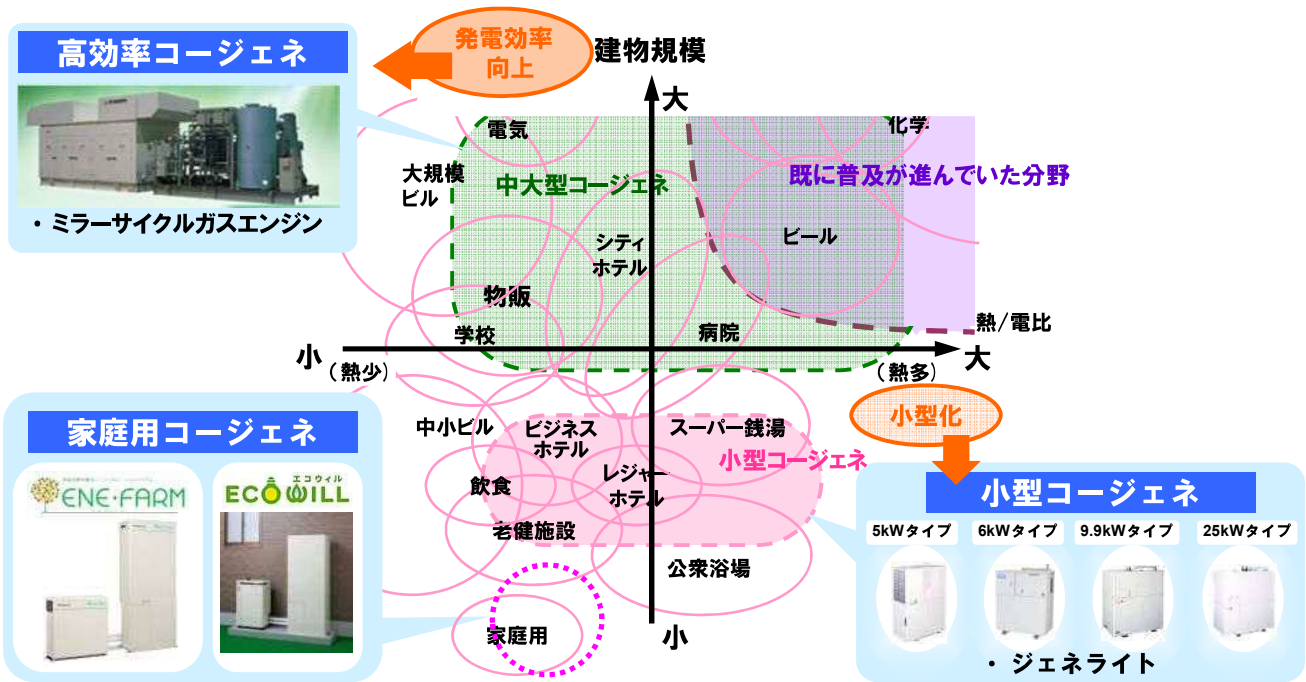 高効率コージェネ
・ミラーサイクルガスエンジン
発電効率
向上
建物規模
大
電気
化学
大規模
ビル
中大型コージェネ
既に普及が進んでいた分野
シティ
ホテル
ビール
物販
学校
病院
熱/電比
小
(熱少)
(熱多)
大
家庭用コージェネ
ENE・FARM
エコウィル
ECOWILL
中小ビル
ビジネス
ホテル
スーパー銭湯
小型コージェネ
飲食
レジャー
ホテル
老健施設
公衆浴場
家庭用
小
小型化
小型コージェネ
5kWタイプ
6kWタイプ
9.9kWタイプ
25kWタイプ
・ジェネライト